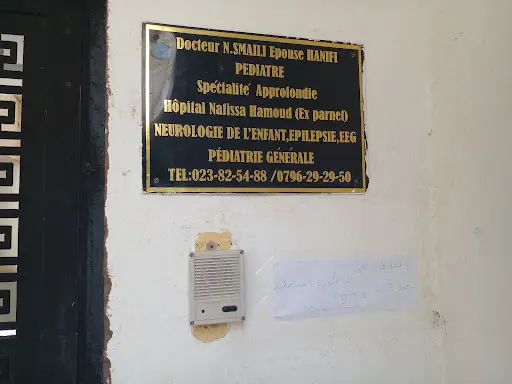 Docteur N.SMAILI Epouse HANIFI
PEDIATRE
Spécialité Approfondie
Hôpital Nafissa Hamoud (Ex parnet)
NEUROLOGIE DE L'ENFANT,EPILEPSIE,EEG
PÉDIATRIE GÉNÉRALE
TEL:023-82-54-88 /0796-29-29-50